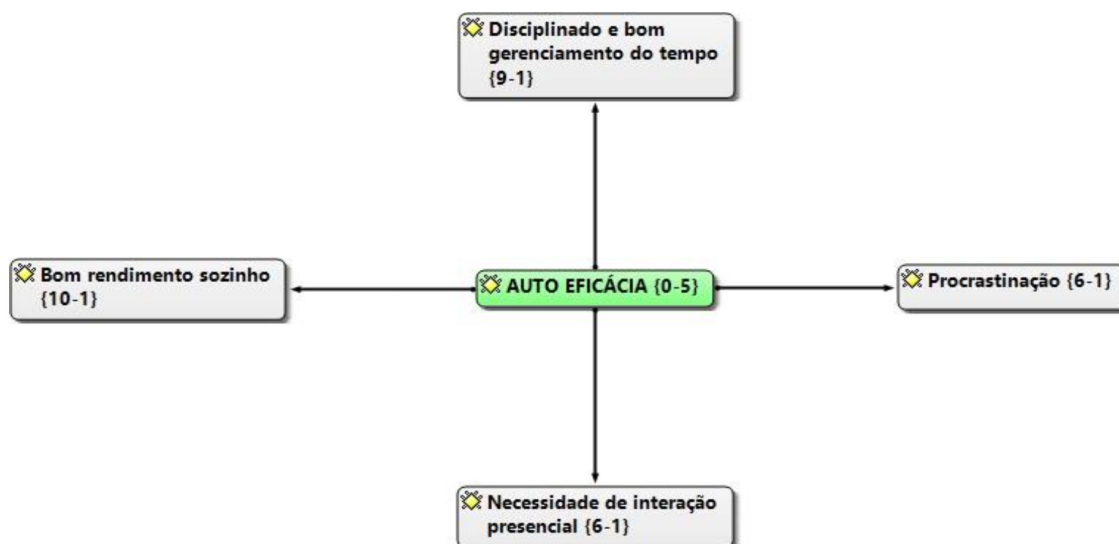 Disciplinado e bom
gerenciamento do tempo
{9-1}
Bom rendimento sozinho
{10-1}
AUTO EFICÁCIA {0-5}
Procrastinação {6-1}
Necessidade de interação
presencial {6-1}